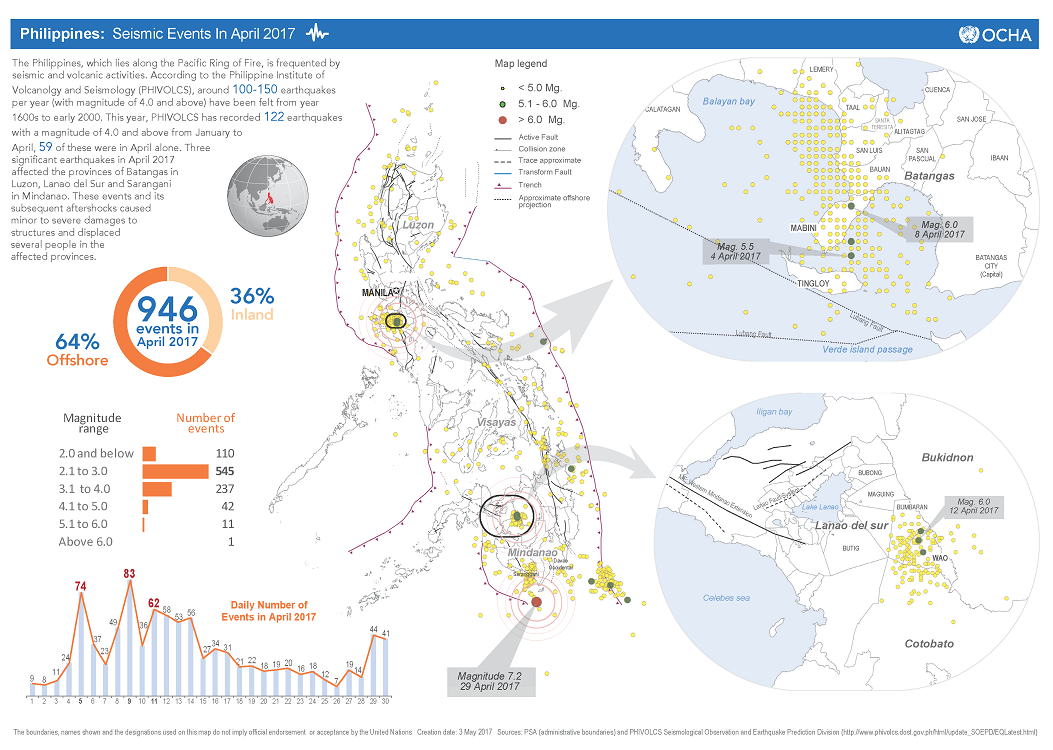 Philippines: Seismic Events In April 2017
OCHA
The Philippines, which lies along the Pacific Ring of Fire, is frequented by
seismic and volcanic activities. According to the Philippine Institute of
Volcanolgy and Seismology (PHIVOLCS), around 100-150 earthquakes
per year (with magnitude of 4.0 and above) have been felt from year
1600s to early 2000. This year, PHIVOLCS has recorded 122 earthquakes
with a magnitude of 4.0 and above from January to
April, 59 of these were in April alone. Three
significant earthquakes in April 2017
affected the provinces of Batangas in
Luzon, Lanao del Sur and Sarangani
in Mindanao. These events and its
subsequent aftershocks caused
minor to severe damages to
structures and displaced
several people in the
affected provinces.
946
events in
April 2017
36%
Inland
64%
Offshore
Magnitude
range
Number of
events
2.0 and below 110
2.1 to 3.0 545
3.1 to 4.0 237
4.1 to 5.0 42
5.1 to 6.0 11
Above 6.0 1
Daily Number of
Events in April 2017
9 8 11 24 74 37 23 49 83 36 62 58 53 56 27 34 31 21 22 18 19 20 16 18 12 7 19 14 44 41
1 2 3 4 5 6 7 8 9 10 11 12 13 14 15 16 17 18 19 20 21 22 23 24 25 26 27 28 29 30
Map legend
< 5.0 Mg.
5.1 - 6.0 Mg.
> 6.0 Mg.
Active Fault
Collision zone
Trace approximate
Transform Fault
Trench
Approximate offshore
projection
Luzon
MANILA
Visayas
Mindanao
Davao
Occidental
Sarangani
Magnitude 7.2
29 April 2017
LEMERY
CUENCA
Balayan bay
CALATAGAN
TAAL
SANTA
TERESITA
ALITAGTAG
SAN JOSE
SAN LUIS
SAN
PASCUAL
IBAAN
BAUAN
Batangas
MABINI
Mag. 6.0
8 April 2017
Mag. 5.5
4 April 2017
BATANGAS
CITY
(Capital)
TINGLOY
Lubang Fault
Lubang Fault
Verde island passage
Iligan bay
Bukidnon
BUBONG
MAGUING
BUMBARAN
Lake Lanao
Lanao del sur
Mag. 6.0
12 April 2017
BUTIG
WAO
Celebes sea
Cotobato
The boundaries, names shown and the designations used on this map do not imply official endorsement or acceptance by the United Nations Creation date: 3 May 2017 Sources: PSA (administrative boundaries) and PHIVOLCS Seismological Observation and Earthquake Prediction Division (http://www.phivolcs.dost.gov.ph/html/update_SOEPD/EQLatest.html)